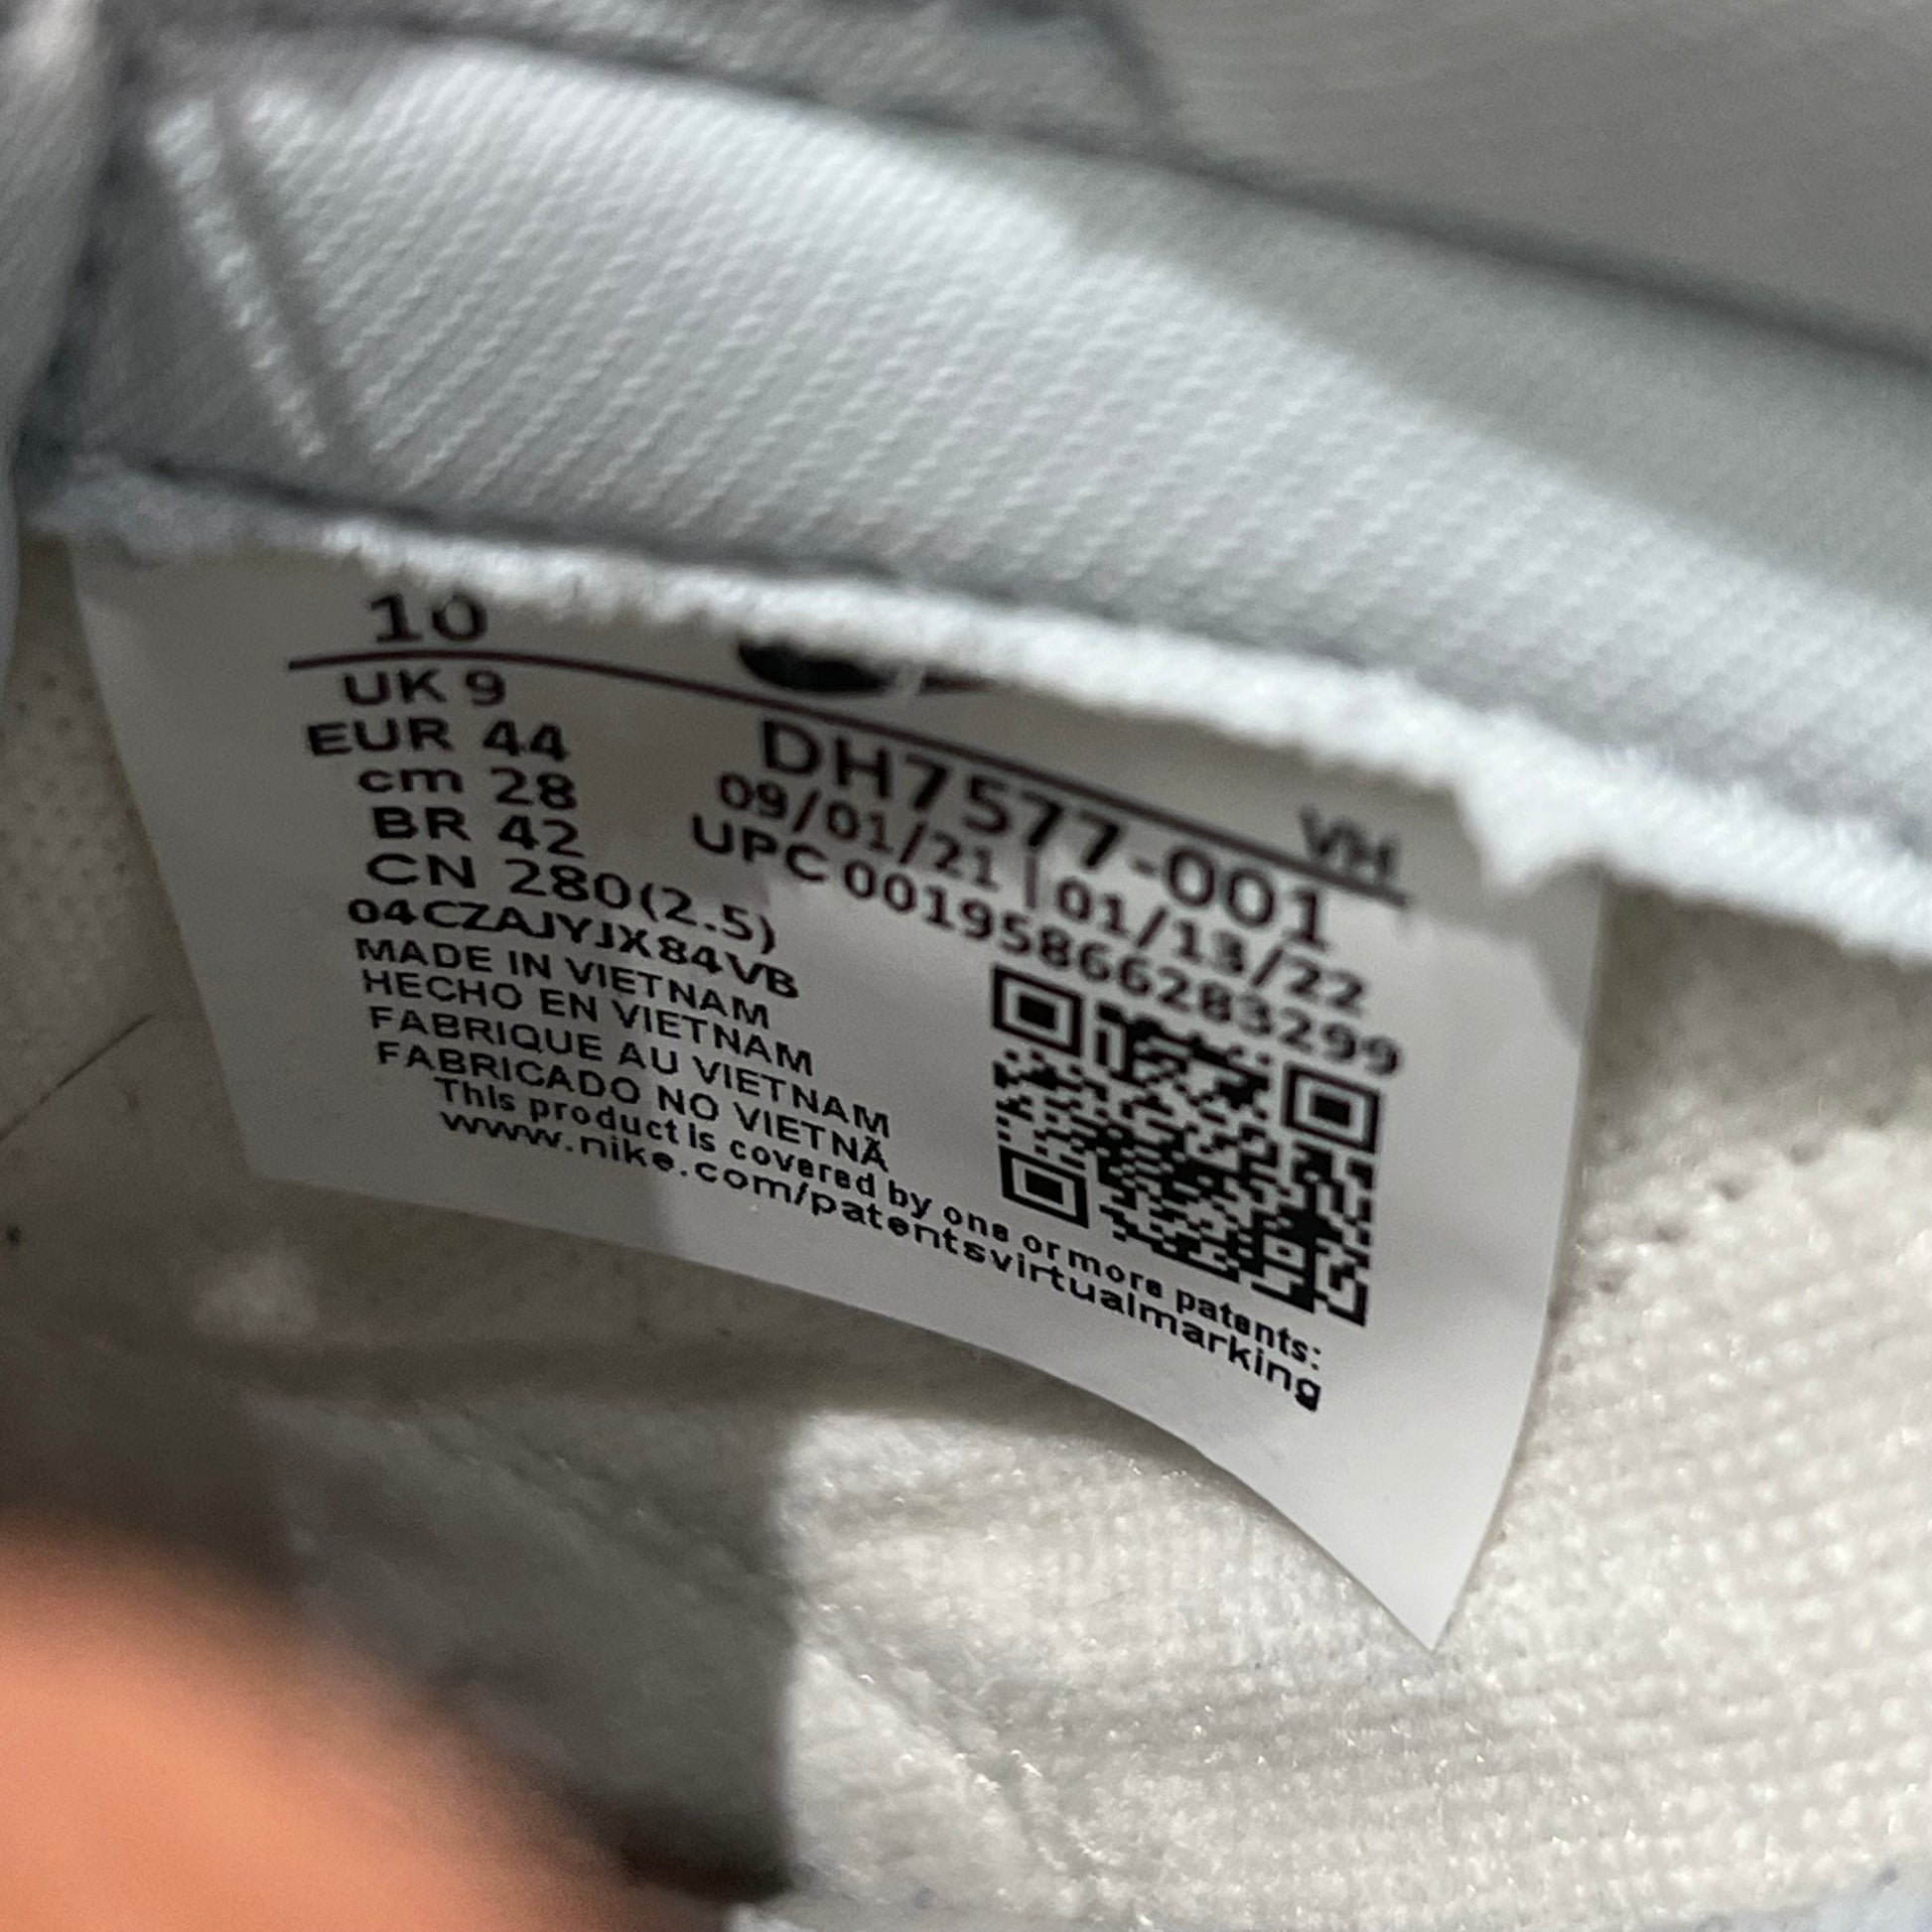 10
UK 9
EUR 44
cm 28
BR 42
CN 280(2.5)
04CZAJYJX84VB
MADE IN VIETNAM
HECHO EN VIETNAM
FABRIQUE AU VIETNAM
FABRICADO NO VIETNÃ
This product is covered by one or more patents:
www.nike.com/patentsvirtualmarking
VH
DH7577-001
09/01/21 | 01/13/22
UPC 00195866283299